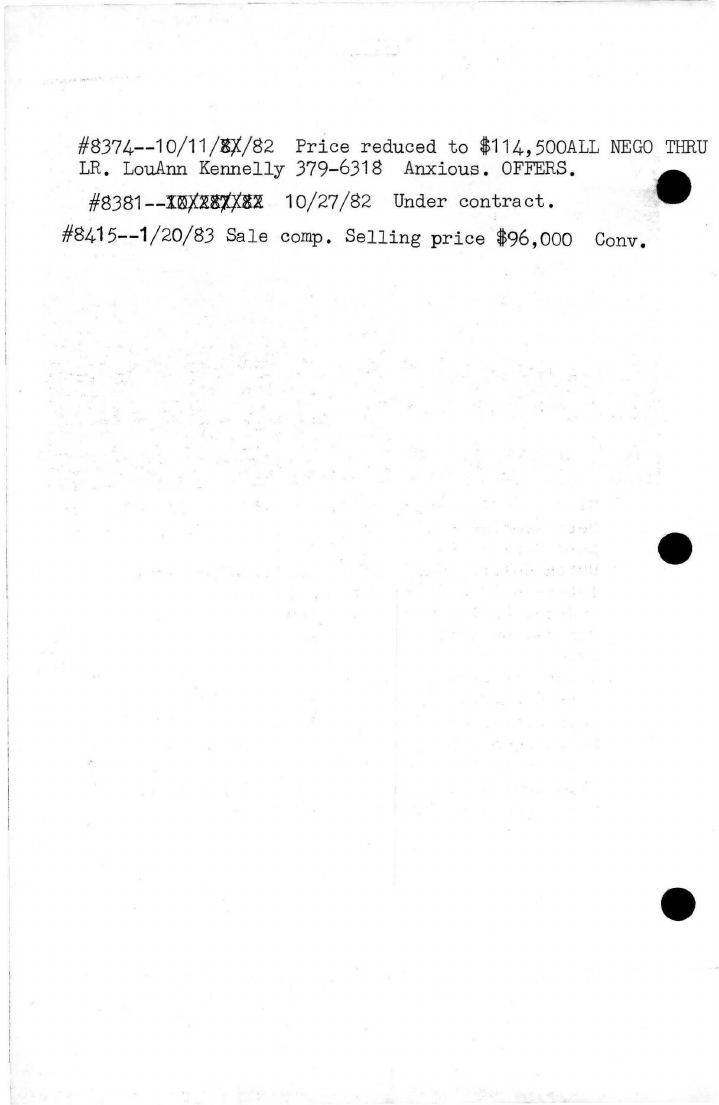 #8374--10/11/8X/82 Price reduced to $114,500ALL NEGO THRU
LR. LouAnn Kennelly 379-6318 Anxious. OFFERS.
#8381-- 10/27/82 Under contract.
#8415--1/20/83 Sale comp. Selling price $96,000 Conv.